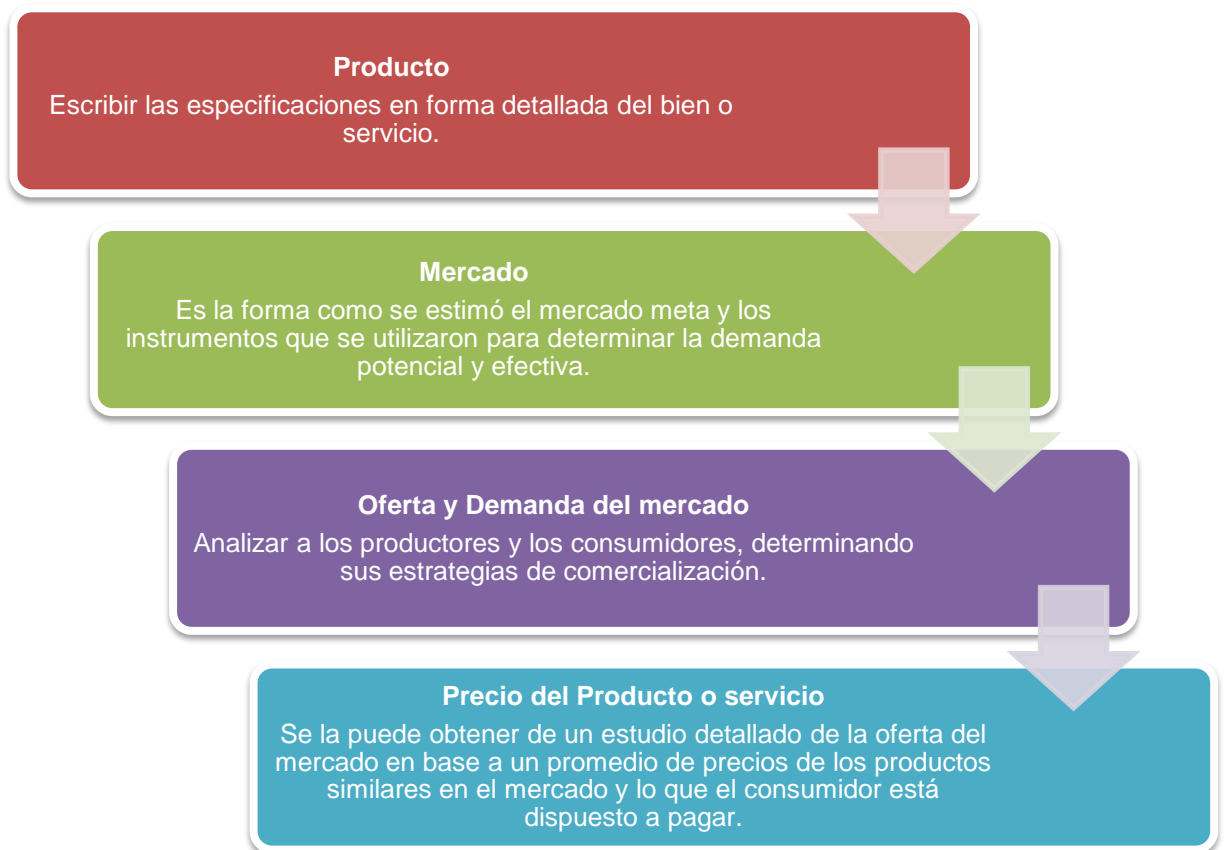 Producto
Escribir las especificaciones en forma detallada del bien o
servicio.
Mercado
Es la forma como se estimó el mercado meta y los
instrumentos que se utilizaron para determinar la demanda
potencial y efectiva.
Oferta y Demanda del mercado
Analizar a los productores y los consumidores, determinando
sus estrategias de comercialización.
Precio del Producto o servicio
Se la puede obtener de un estudio detallado de la oferta del
mercado en base a un promedio de precios de los productos
similares en el mercado y lo que el consumidor está
dispuesto a pagar.